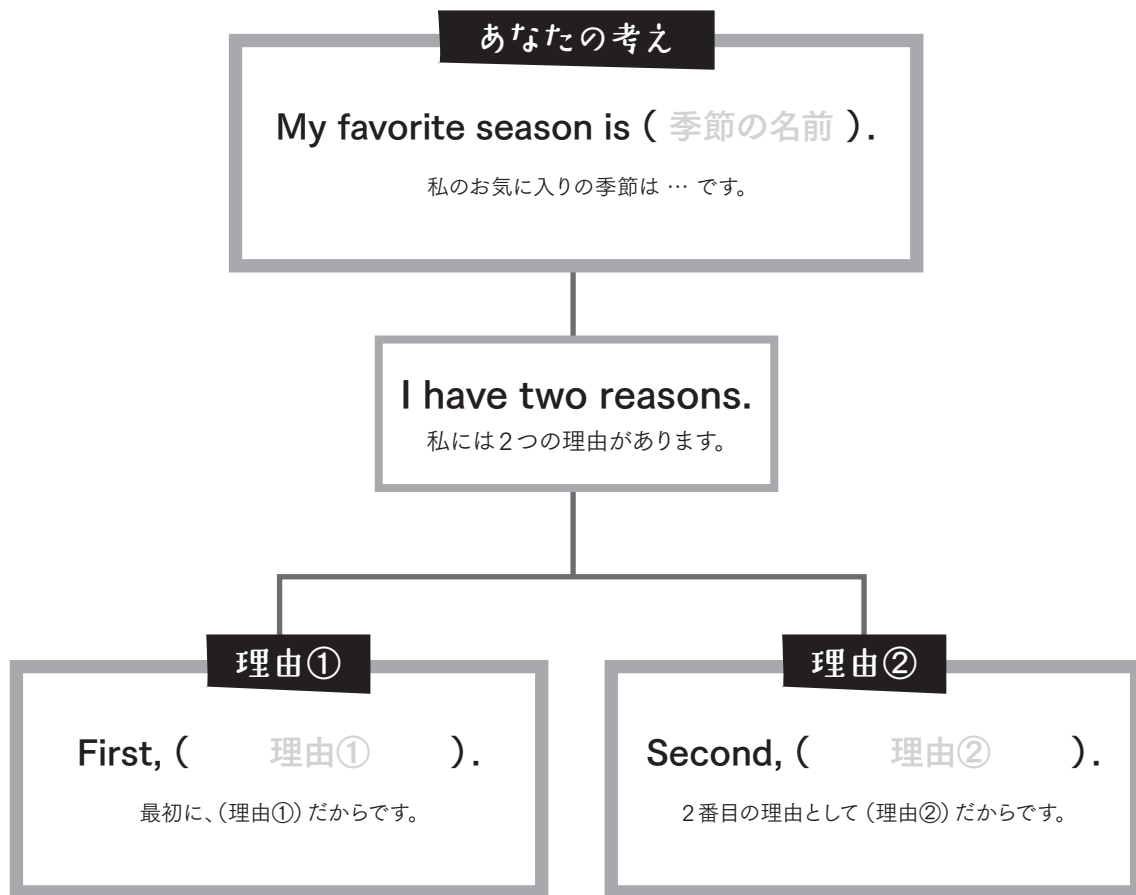 あなたの考え
My favorite season is ( 季節の名前 ).
私のお気に入りの季節は … です。
I have two reasons.
私には2つの理由があります。
理由①
First, ( 理由① ).
最初に、(理由①) だからです。
理由②
Second, ( 理由② ).
2番目の理由として (理由②) だからです。